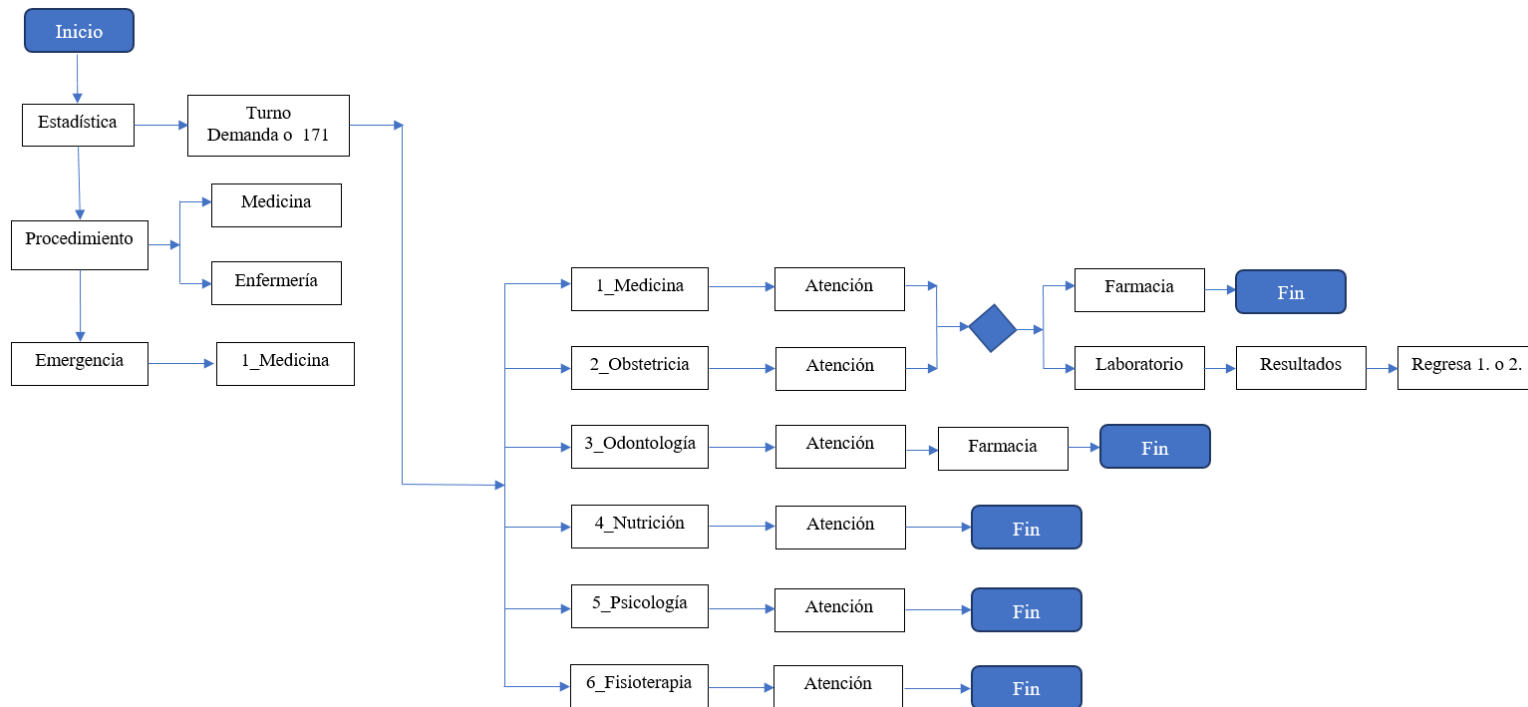 Inicio
Estadística
Turno
Demanda o 171
Procedimiento
Medicina
Enfermería
Emergencia
1_Medicina
1_Medicina
Atención
Farmacia
Fin
2_Obstetricia
Atención
Laboratorio
Resultados
Regresa 1. o 2.
3_Odontología
Atención
Farmacia
Fin
4_Nutrición
Atención
Fin
5_Psicología
Atención
Fin
6_Fisioterapia
Atención
Fin